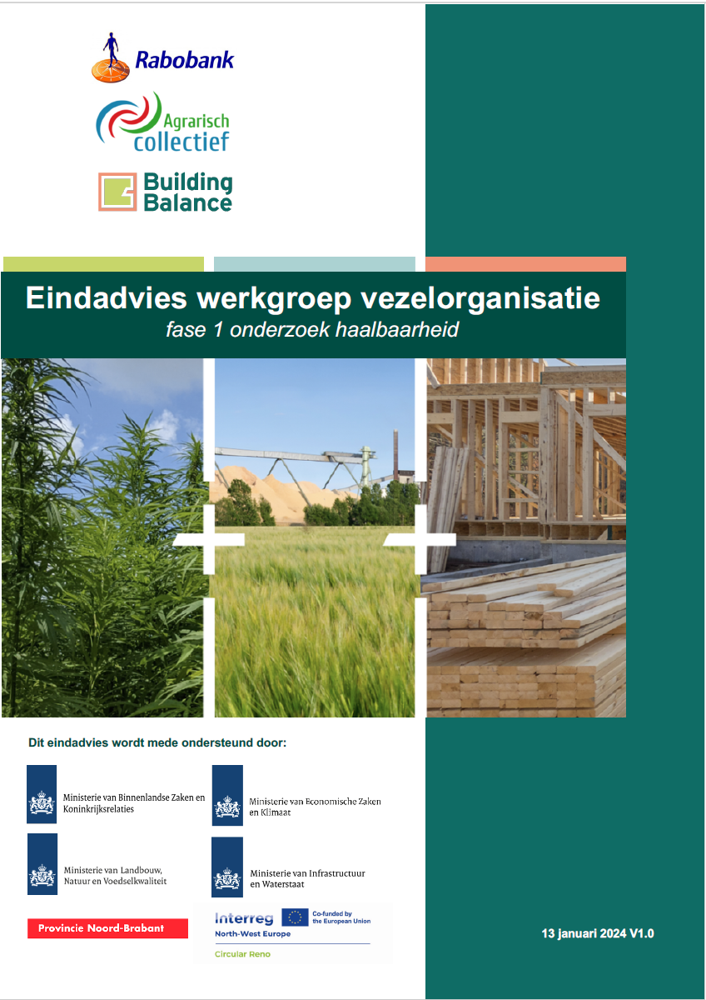 Rabobank
Agrarisch
collectief
Building
Balance
Eindadvies werkgroep vezelorganisatie
fase 1 onderzoek haalbaarheid
Dit eindadvies wordt mede ondersteund door:
Ministerie van Binnenlandse Zaken en
Koninkrijksrelaties
Ministerie van Economische Zaken
en Klimaat
Ministerie van Landbouw,
Natuur en Voedselkwaliteit
Ministerie van Infrastructuur
en Waterstaat
Provincie Noord-Brabant
Interreg
Co-funded by
the European Union
North-West Europe
Circular Reno
13 januari 2024 V1.0